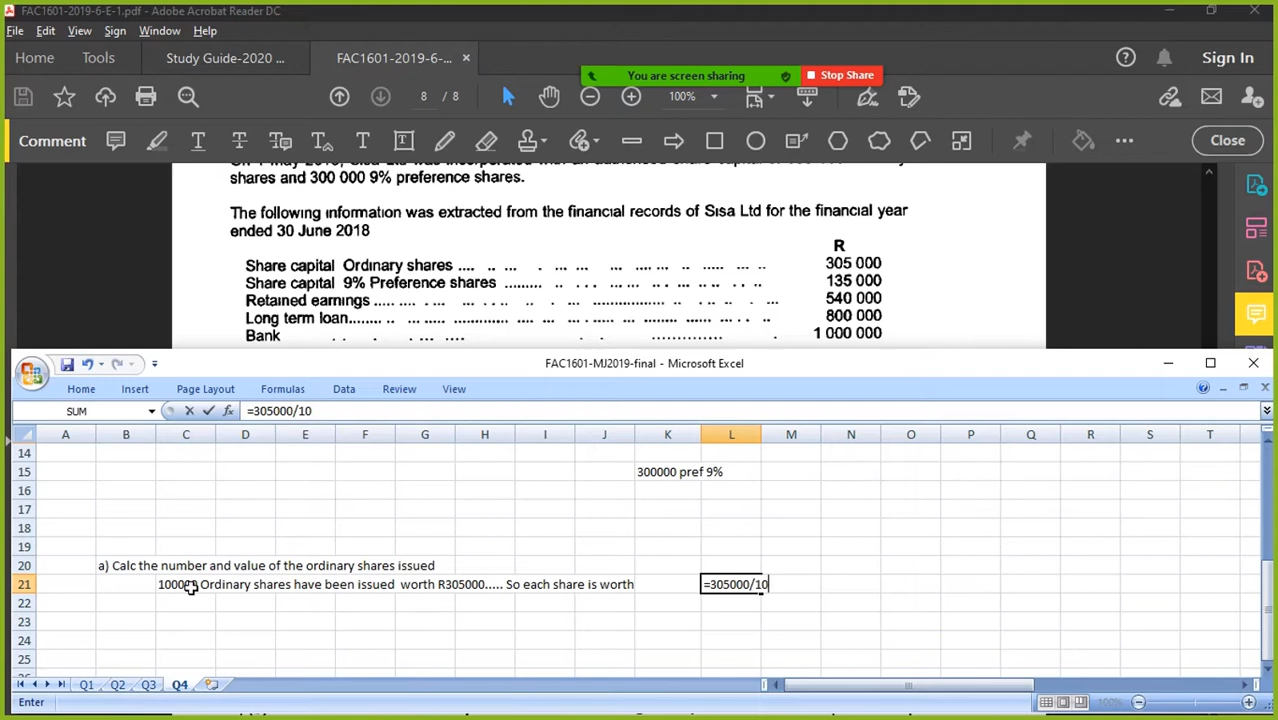 FAC1601-2019-6-E-1.pdf - Adobe Acrobat Reader DC
File Edit View Sign Window Help
Home Tools Study Guide-2020 ... FAC1601-2019-6-... ×
You are screen sharing Stop Share
Sign In
8 / 8 100%
Comment Close
shares and 300 000 9% preference shares.
The following information was extracted from the financial records of Sisa Ltd for the financial year
ended 30 June 2018
R
Share capital Ordinary shares 305 000
Share capital 9% Preference shares 135 000
Retained earnings 540 000
Long term loan 800 000
Bank 1 000 000
FAC1601-MJ2019-final - Microsoft Excel
Home Insert Page Layout Formulas Data Review View
SUM fx =305000/10
A B C D E F G H I J K L M N O P Q R S T
14
15 300000 pref 9%
16
17
18
19
20 a) Calc the number and value of the ordinary shares issued
21 Ordinary shares have been issued worth R305000..... So each share is worth =305000/10
22
23
24
25
Q1 Q2 Q3 Q4
Enter 100%